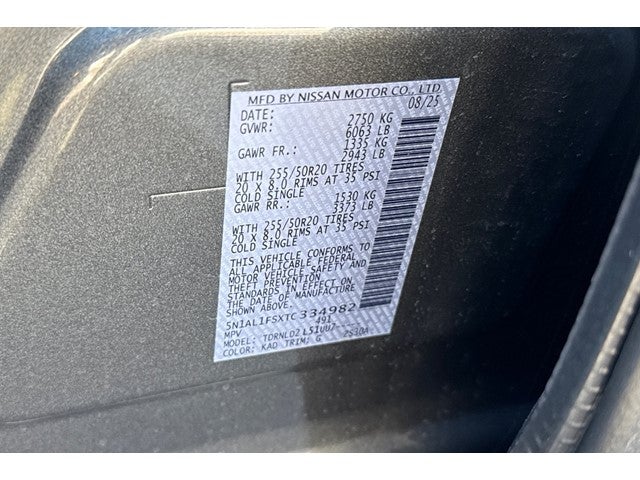 MFD BY NISSAN MOTOR CO., LTD
DATE: 08/25
GVWR: 2750 KG
6063 LB
GAWR FR.: 1335 KG
2943 LB
WITH 255/50R20 TIRES
20 X 8.0 RIMS AT 35 PSI
COLD SINGLE
GAWR RR.: 1530 KG
3373 LB
WITH 255/50R20 TIRES
20 X 8.0 RIMS AT 35 PSI
COLD SINGLE
THIS VEHICLE CONFORMS TO
ALL APPLICABLE FEDERAL
MOTOR VEHICLE SAFETY AND
THEFT PREVENTION
STANDARDS IN EFFECT ON
THE DATE OF MANUFACTURE
5N1AL1FSXTC334982
MPV 491
MODEL: TDRNLDZ L51UU7 2S30A
COLOR: KAD TRIM: G